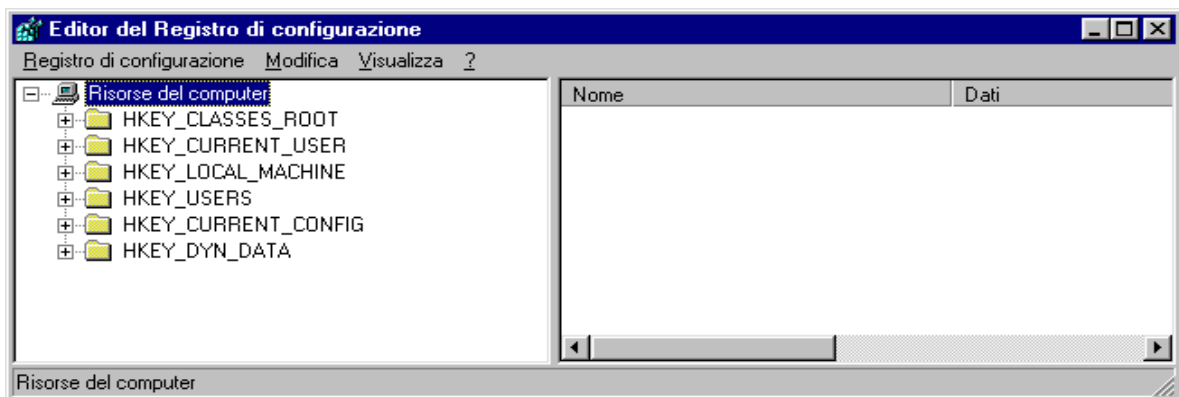 Editor del Registro di configurazione
Registro di configurazione Modifica Visualizza ?
Risorse del computer
HKEY_CLASSES_ROOT
HKEY_CURRENT_USER
HKEY_LOCAL_MACHINE
HKEY_USERS
HKEY_CURRENT_CONFIG
HKEY_DYN_DATA
Nome Dati
Risorse del computer